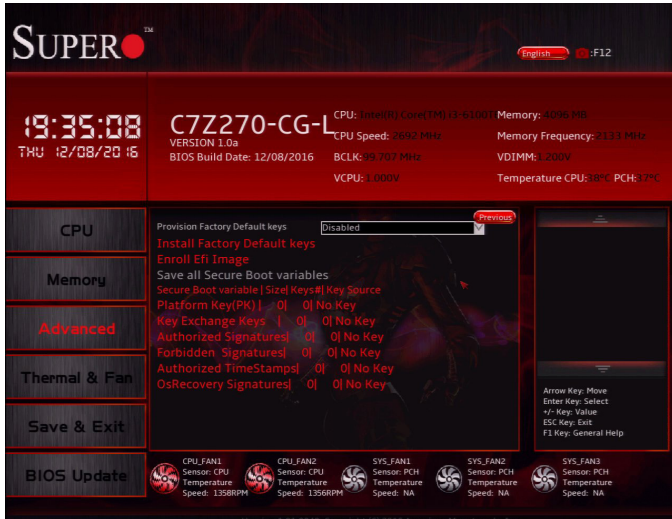 SUPER TM
English :F12
19:35:08
THU 12/08/2016
C7Z270-CG-L
VERSION 1.0a
BIOS Build Date: 12/08/2016
CPU: Intel(R) Core(TM) i3-6100T
Memory: 4096 MB
CPU Speed: 2692 MHz
Memory Frequency: 2133 MHz
BCLK: 99.707 MHz
VDIMM: 1.200V
VCPU: 1.000V
Temperature CPU: 38°C PCH: 37°C
CPU
Memory
Advanced
Thermal & Fan
Save & Exit
BIOS Update
Previous
Provision Factory Default keys Disabled
Install Factory Default keys
Enroll Efi Image
Save all Secure Boot variables
Secure Boot variable | Size| Keys#| Key Source
Platform Key(PK) | 0| 0| No Key
Key Exchange Keys | 0| 0| No Key
Authorized Signatures| 0| 0| No Key
Forbidden Signatures| 0| 0| No Key
Authorized TimeStamps| 0| 0| No Key
OsRecovery Signatures| 0| 0| No Key
Arrow Key: Move
Enter Key: Select
+/- Key: Value
ESC Key: Exit
F1 Key: General Help
CPU_FAN1
Sensor: CPU
Temperature
Speed: 1358RPM
CPU_FAN2
Sensor: CPU
Temperature
Speed: 1356RPM
SYS_FAN1
Sensor: PCH
Temperature
Speed: NA
SYS_FAN2
Sensor: PCH
Temperature
Speed: NA
SYS_FAN3
Sensor: PCH
Temperature
Speed: NA